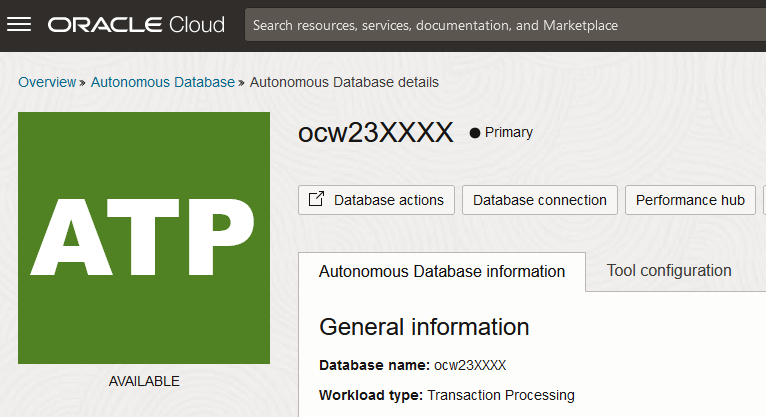 ORACLE Cloud
Search resources, services, documentation, and Marketplace
Overview » Autonomous Database » Autonomous Database details
ATP
AVAILABLE
ocw23XXXX
Primary
Database actions
Database connection
Performance hub
Autonomous Database information
Tool configuration
General information
Database name: ocw23XXXX
Workload type: Transaction Processing